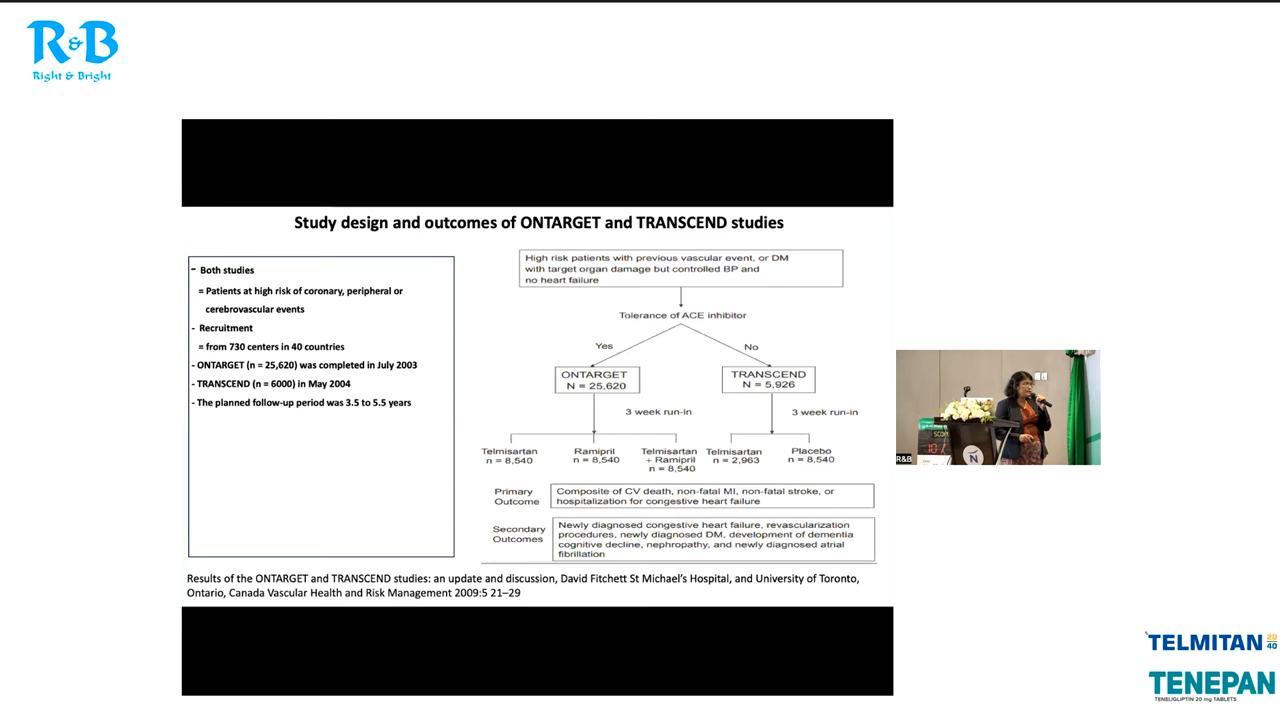 R&B
Right & Bright
Study design and outcomes of ONTARGET and TRANSCEND studies
- Both studies
= Patients at high risk of coronary, peripheral or
cerebrovascular events
- Recruitment
= from 730 centers in 40 countries
- ONTARGET (n = 25,620) was completed in July 2003
- TRANSCEND (n = 6000) in May 2004
- The planned follow-up period was 3.5 to 5.5 years
High risk patients with previous vascular event, or DM
with target organ damage but controlled BP and
no heart failure
Tolerance of ACE inhibitor
Yes
No
ONTARGET
N = 25,620
TRANSCEND
N = 5,926
3 week run-in
3 week run-in
Telmisartan
n = 8,540
Ramipril
n = 8,540
Telmisartan
+ Ramipril
n = 8,540
Telmisartan
n = 2,963
Placebo
n = 8,540
Primary
Outcome
Composite of CV death, non-fatal MI, non-fatal stroke, or
hospitalization for congestive heart failure
Secondary
Outcomes
Newly diagnosed congestive heart failure, revascularization
procedures, newly diagnosed DM, development of dementia
cognitive decline, nephropathy, and newly diagnosed atrial
fibrillation
Results of the ONTARGET and TRANSCEND studies: an update and discussion, David Fitchett St Michael's Hospital, and University of Toronto,
Ontario, Canada Vascular Health and Risk Management 2009:5 21–29
R&B
N
TELMITAN 20
40
TENEPAN
TENELIGLIPTIN 20 mg TABLETS